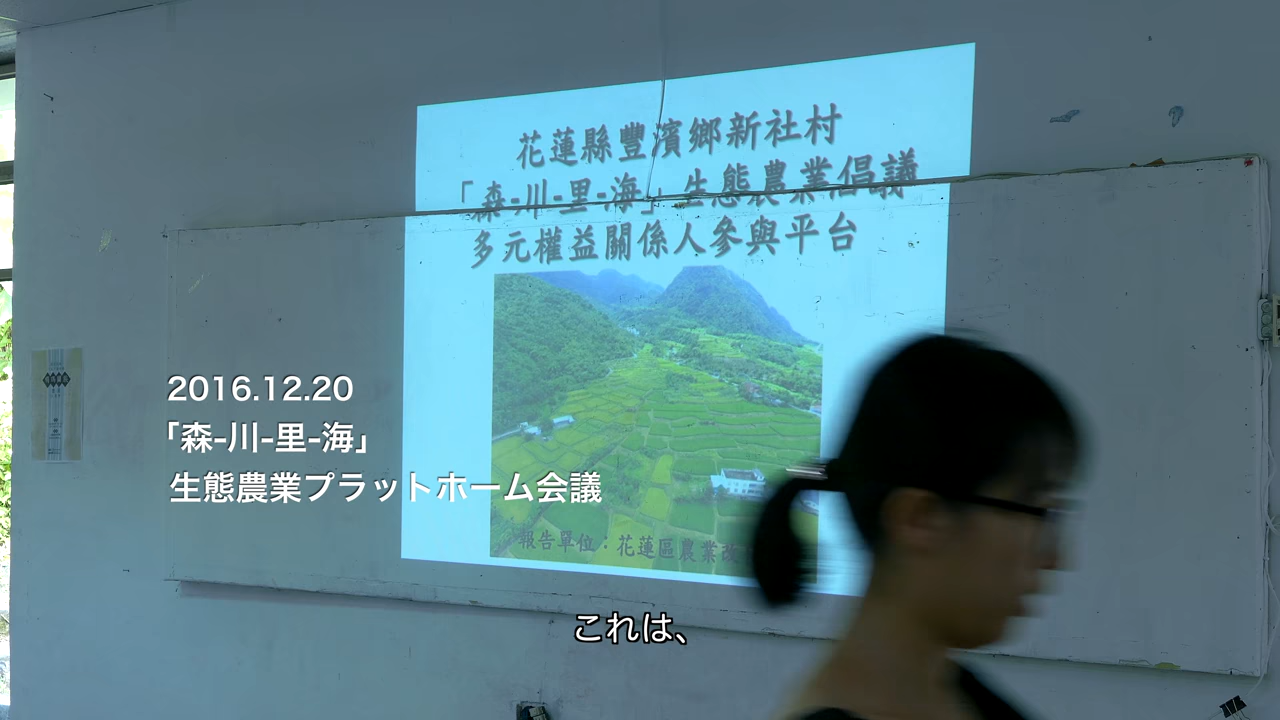 花蓮縣豐濱鄉新社村
「森-川-里-海」生態農業倡議
多元權益關係人參與平台
報告單位：花蓮區農業改
2016.12.20
「森-川-里-海」
生態農業プラットホーム会議
これは、